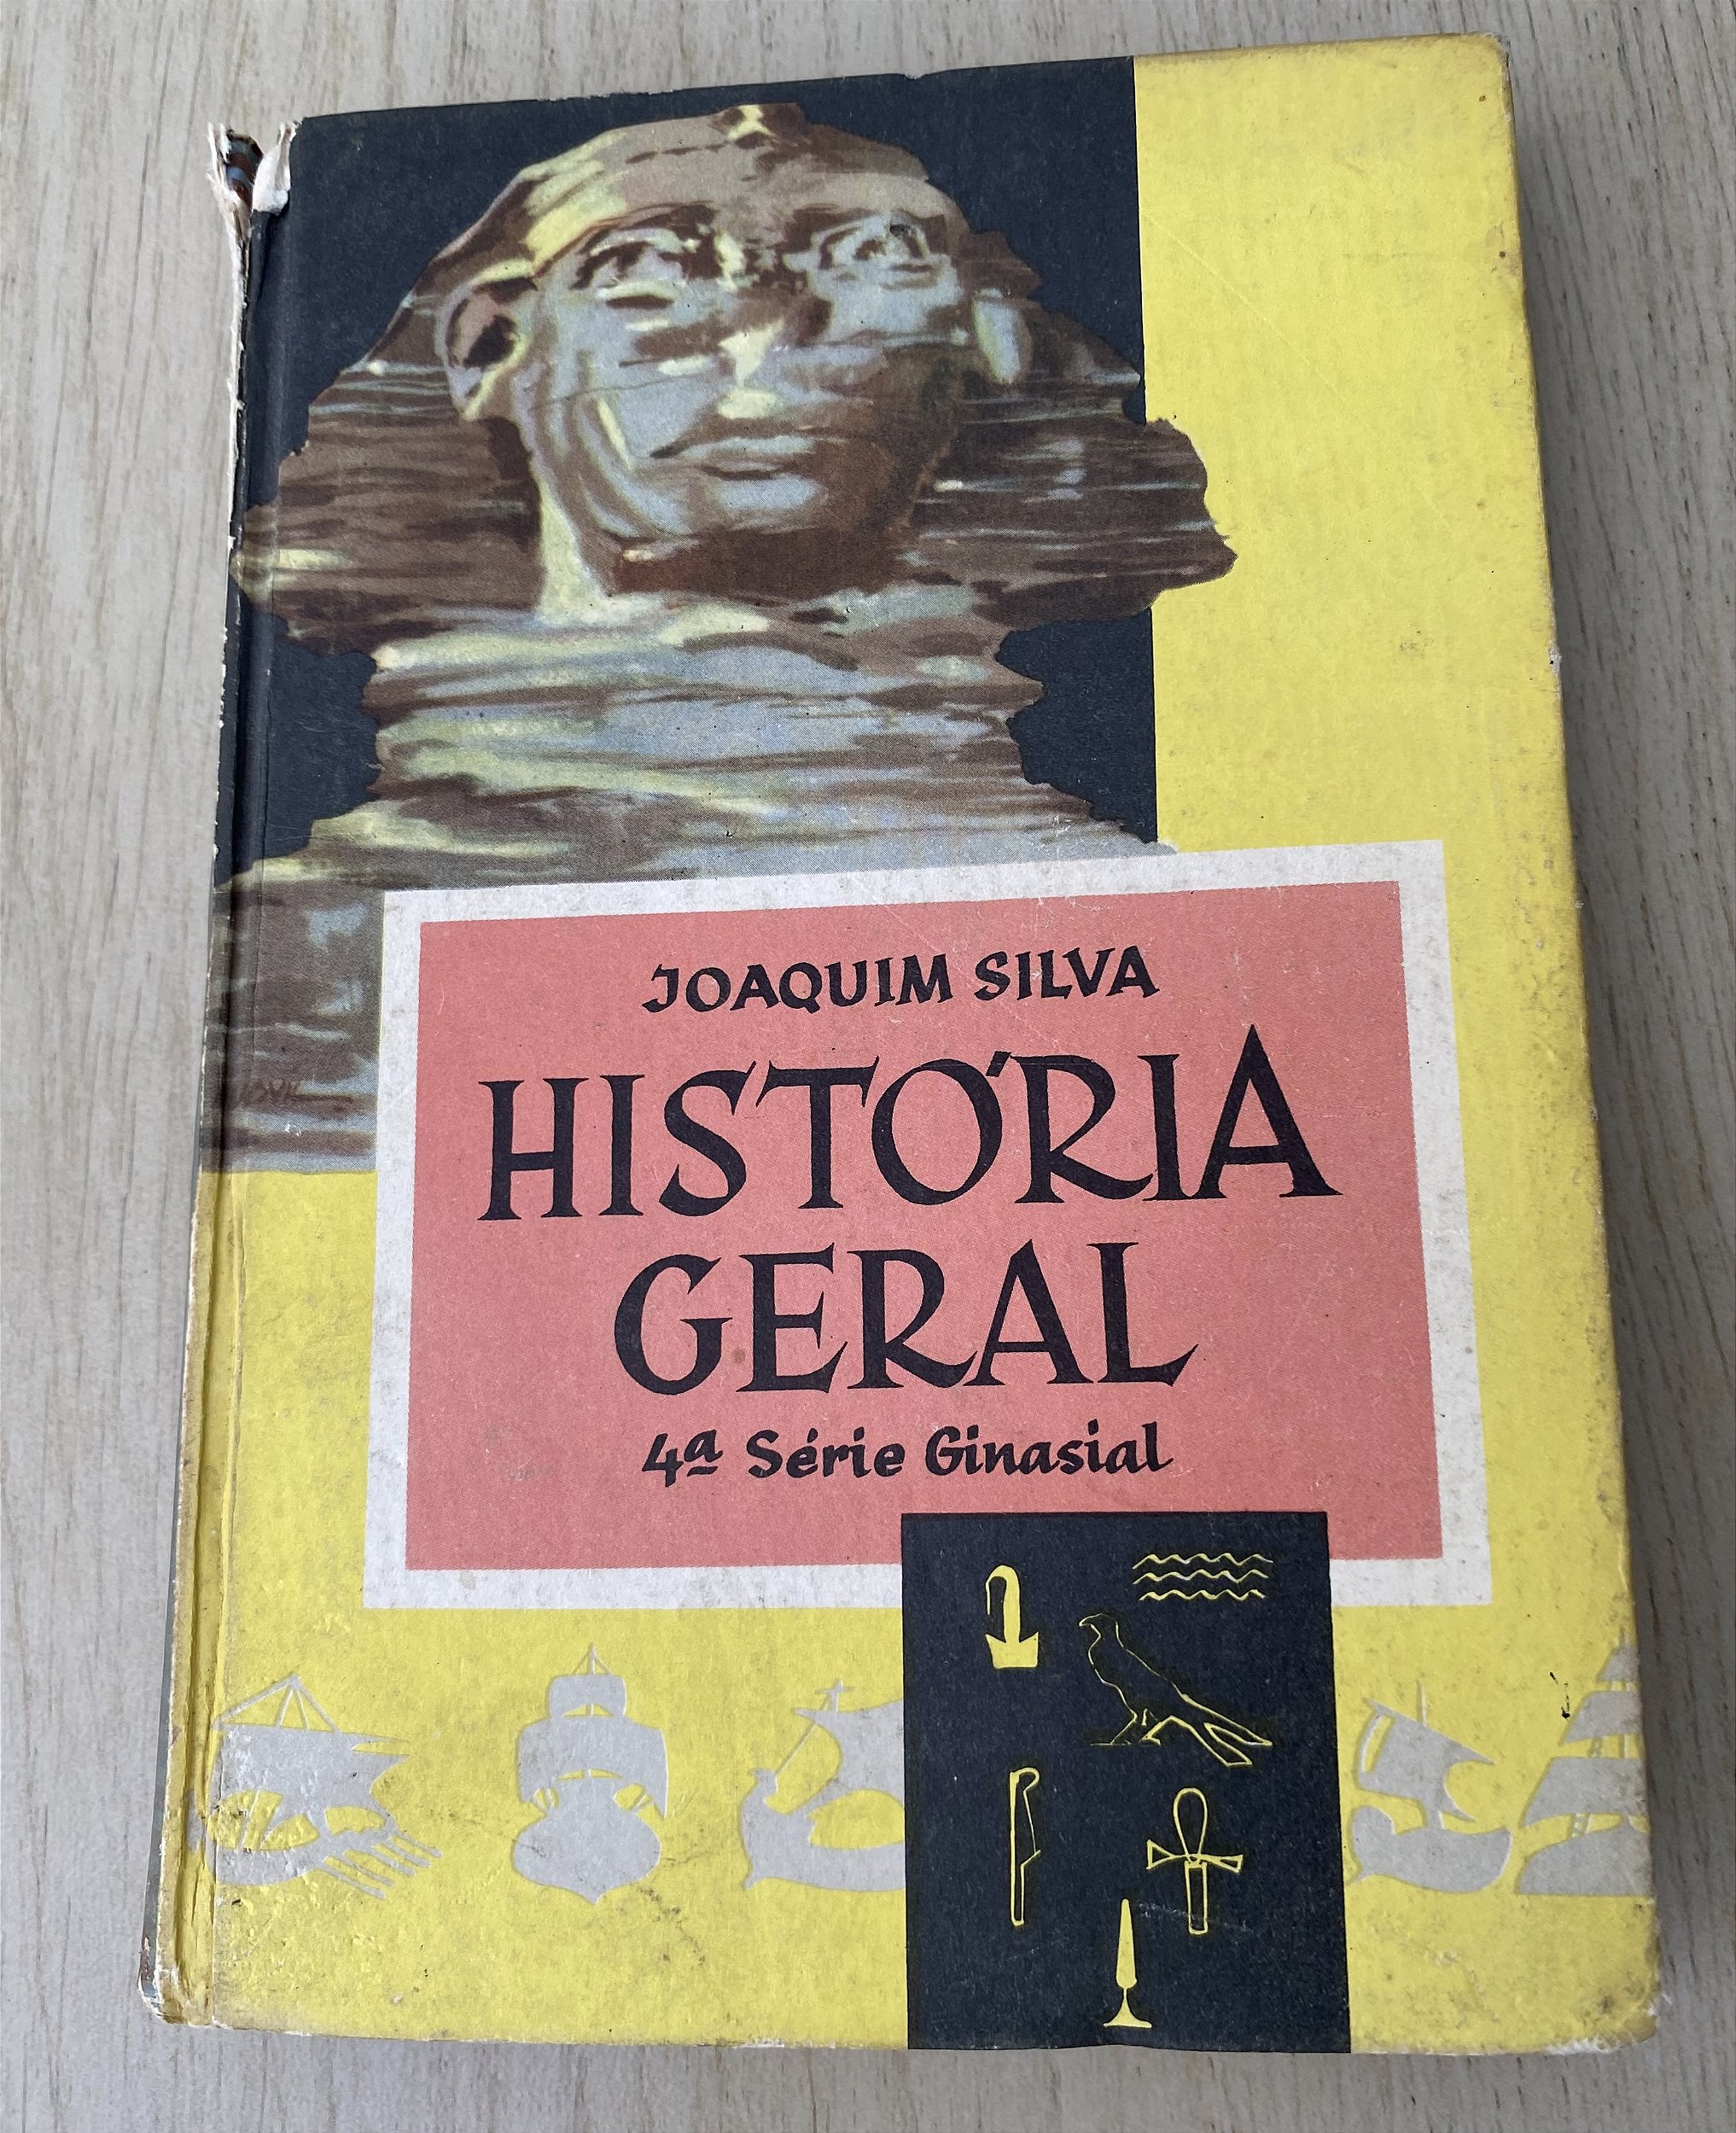 JOAQUIM SILVA
HISTÓRIA
GERAL
4ª Série Ginasial